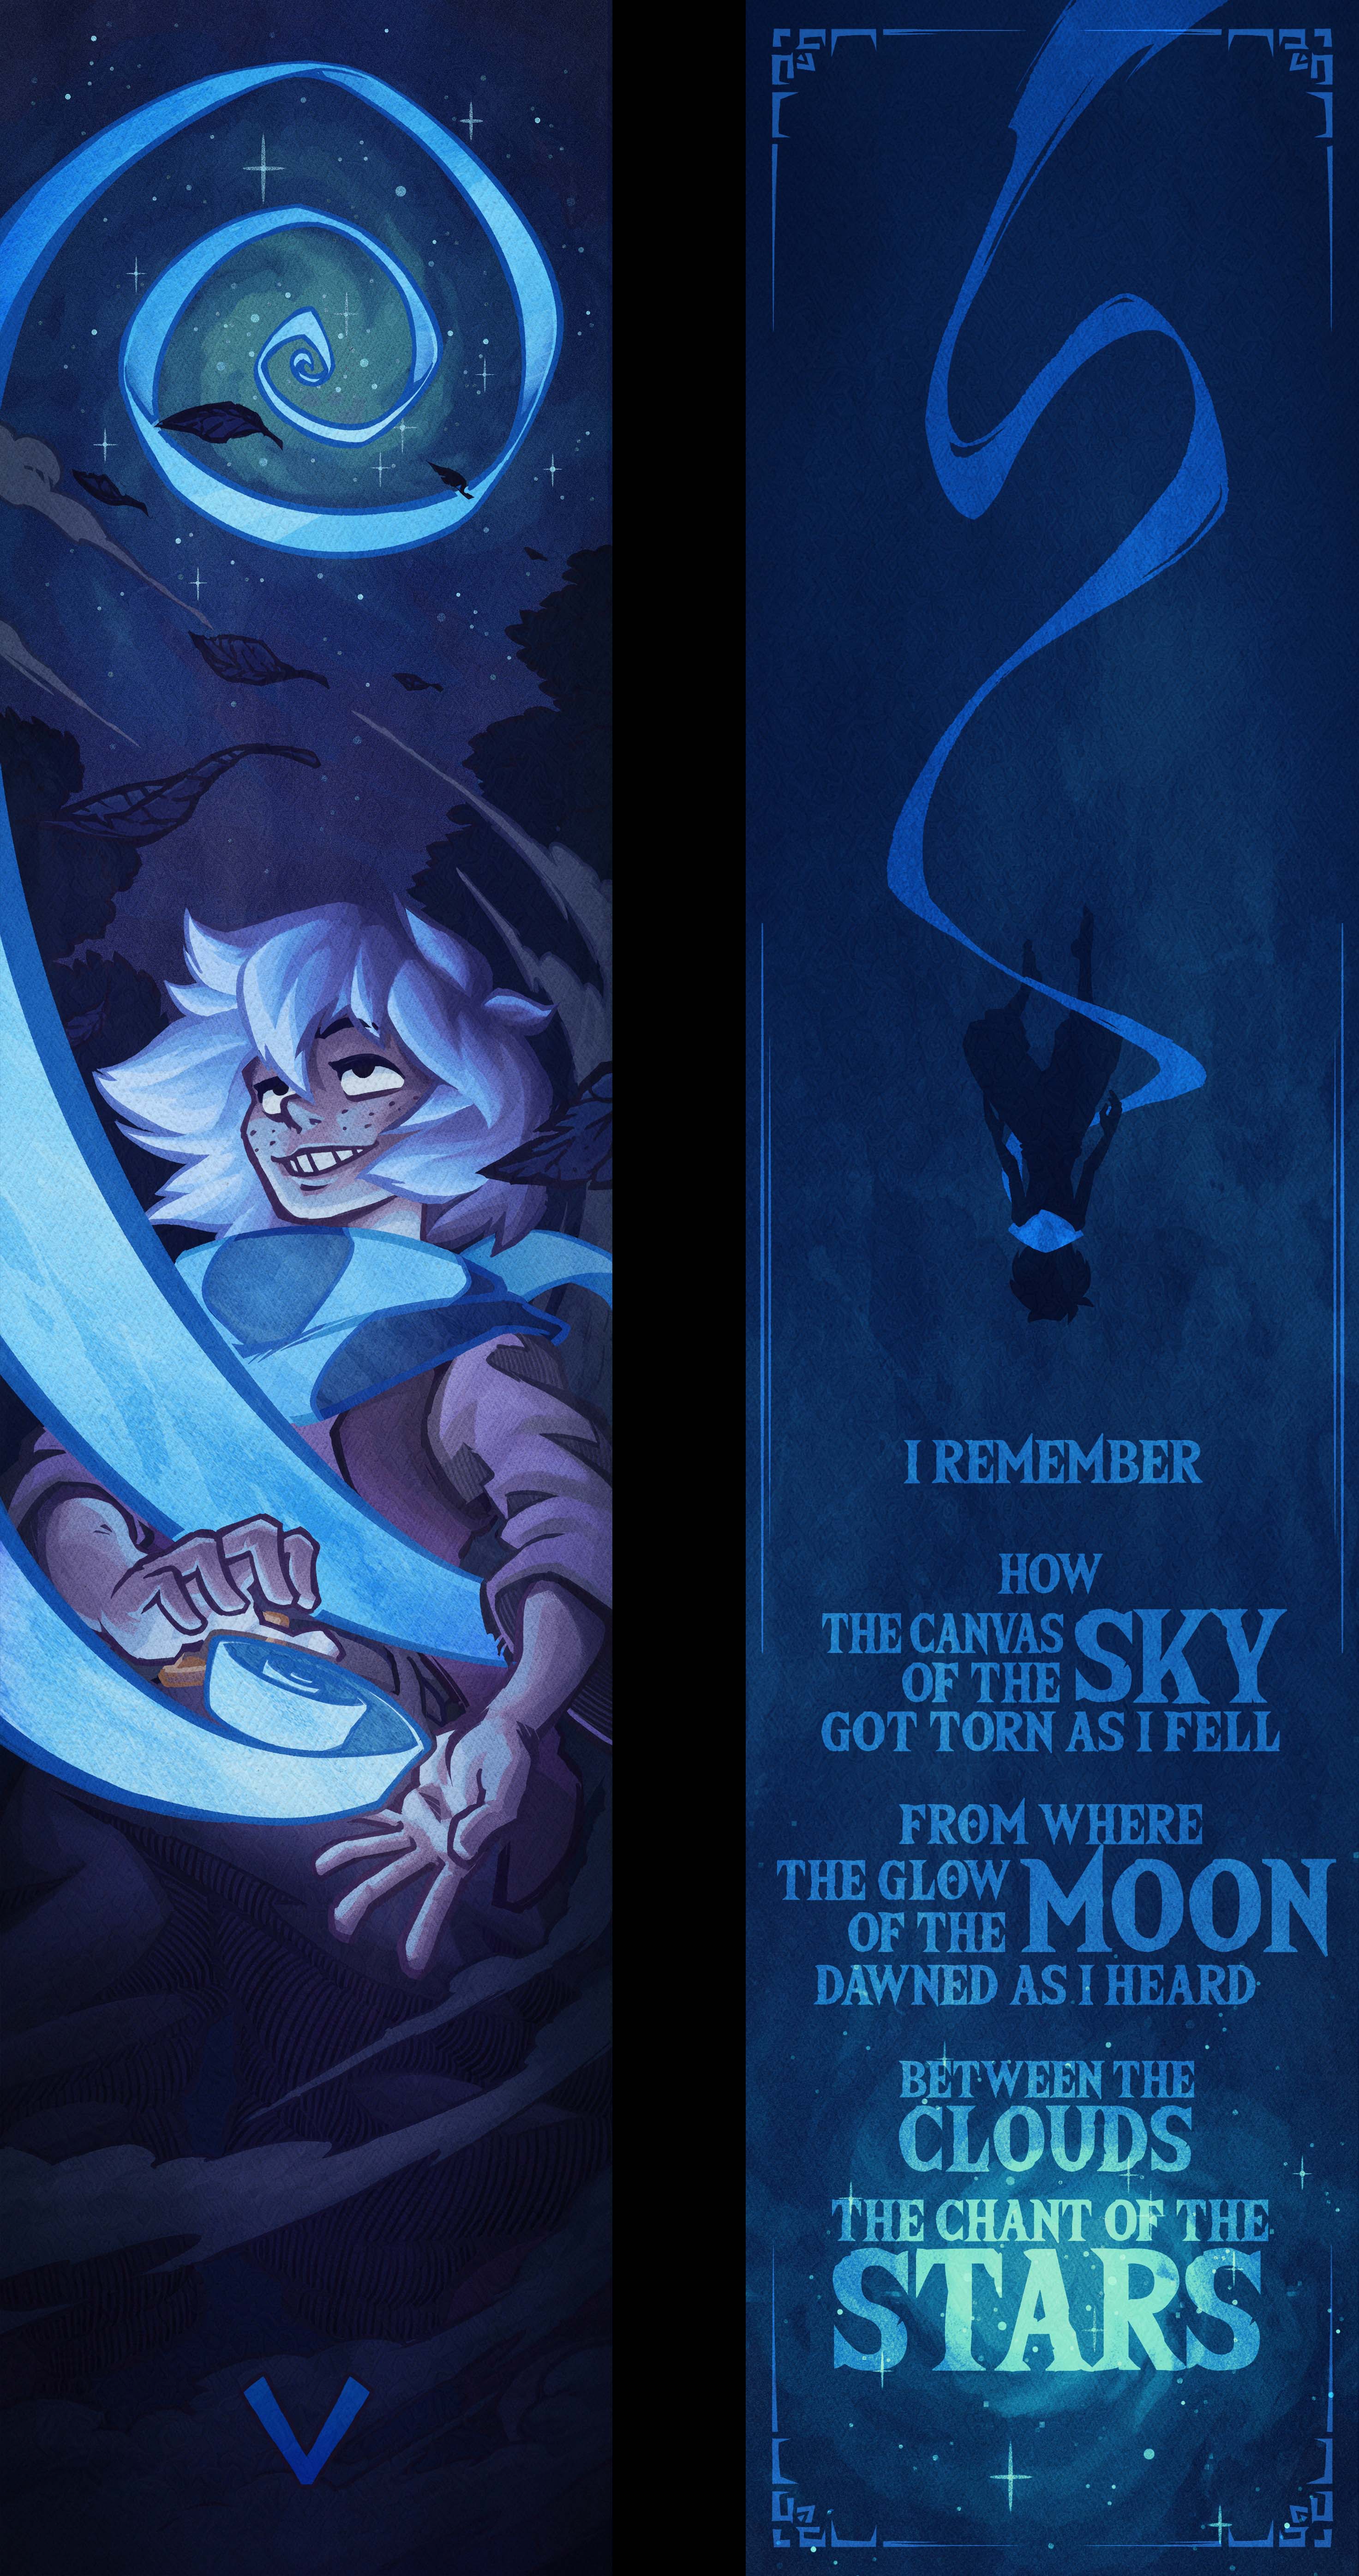 V
I REMEMBER
HOW
THE CANVAS
OF THE SKY
GOT TORN AS I FELL
FROM WHERE
THE GLOW
OF THE MOON
DAWNED AS I HEARD
BETWEEN THE
CLOUDS
THE CHANT OF THE
STARS